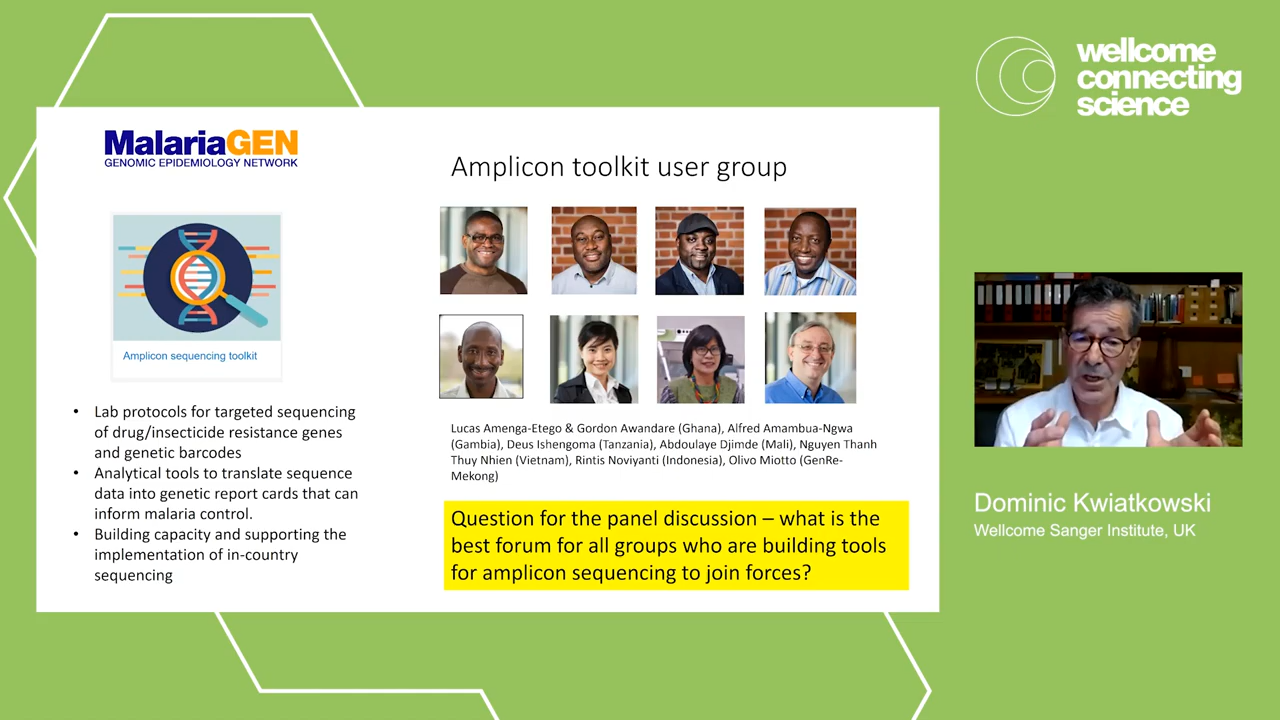 MalariaGEN
GENOMIC EPIDEMIOLOGY NETWORK
Amplicon sequencing toolkit
• Lab protocols for targeted sequencing
of drug/insecticide resistance genes
and genetic barcodes
• Analytical tools to translate sequence
data into genetic report cards that can
inform malaria control.
• Building capacity and supporting the
implementation of in-country
sequencing
Amplicon toolkit user group
Lucas Amenga-Etego & Gordon Awandare (Ghana), Alfred Amambua-Ngwa
(Gambia), Deus Ishengoma (Tanzania), Abdoulaye Djimde (Mali), Nguyen Thanh
Thuy Nhien (Vietnam), Rintis Noviyanti (Indonesia), Olivo Miotto (GenRe-
Mekong)
Question for the panel discussion – what is the
best forum for all groups who are building tools
for amplicon sequencing to join forces?
wellcome
connecting
science
Dominic Kwiatkowski
Wellcome Sanger Institute, UK